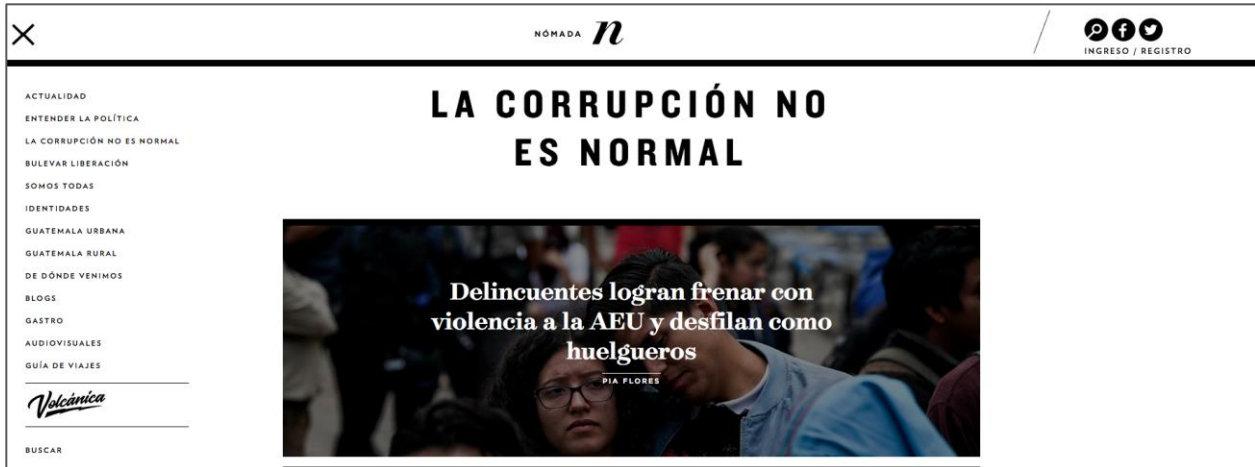 NÓMADA n
INGRESO / REGISTRO
ACTUALIDAD
ENTENDER LA POLÍTICA
LA CORRUPCIÓN NO ES NORMAL
BULEVAR LIBERACIÓN
SOMOS TODAS
IDENTIDADES
GUATEMALA URBANA
GUATEMALA RURAL
DE DÓNDE VENIMOS
BLOGS
GASTRO
AUDIOVISUALES
GUÍA DE VIAJES
Volcánica
BUSCAR
LA CORRUPCIÓN NO
ES NORMAL
Delincuentes logran frenar con
violencia a la AEU y desfilan como
huelgueros
PIA FLORES